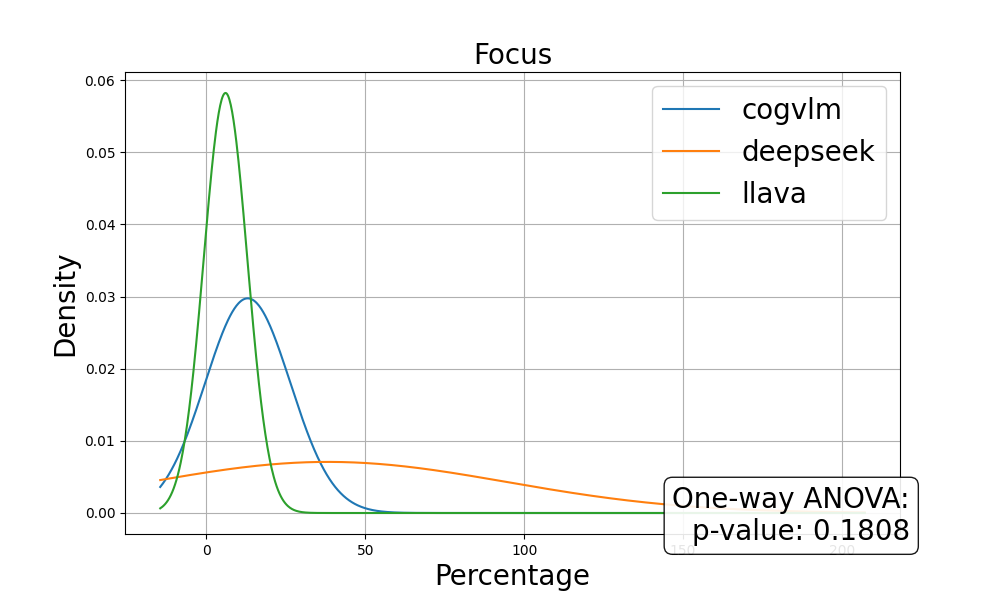 Focus
0.06
0.05
0.04
0.03
0.02
0.01
0.00
Density
cogvlm
deepseek
llava
One-way ANOVA:
p-value: 0.1808
0
50
100
150
200
Percentage